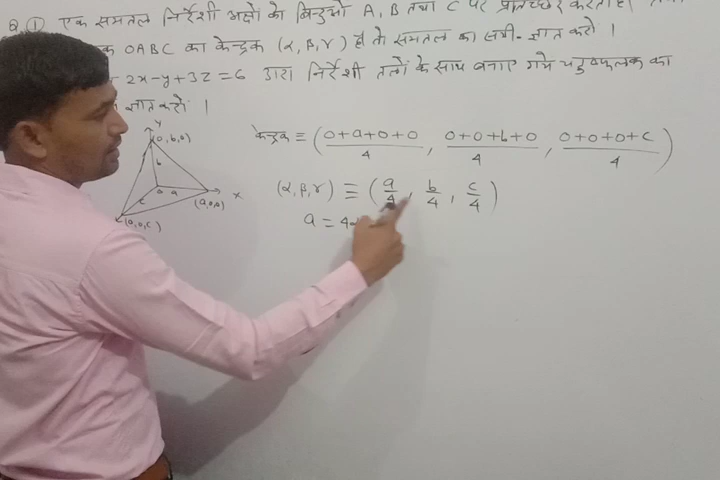 Q.① एक समतल निर्देशी अक्षों को बिन्दुओं A, B तथा C पर प्रतिच्छेद करता है।
OABC का केन्द्रक (α, β, γ) हो तो समतल का समी. ज्ञात करो।
2x-y+3z=6 द्वारा निर्देशी तलों के साथ बनाए गये चतुष्फलक का
ज्ञात करो।
y
(0,b,0)
b
a
c
x
(a,0,0)
(0,0,c)
केन्द्रक ≡ (0+a+0+0/4, 0+0+b+0/4, 0+0+0+c/4)
(α,β,γ) ≡ (a/4, b/4, c/4)
a = 4